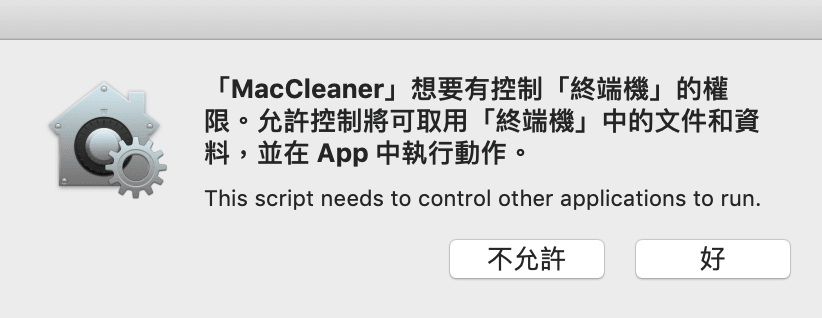 「MacCleaner」想要有控制「終端機」的權
限。允許控制將可取用「終端機」中的文件和資
料，並在 App 中執行動作。
This script needs to control other applications to run.
不允許
好